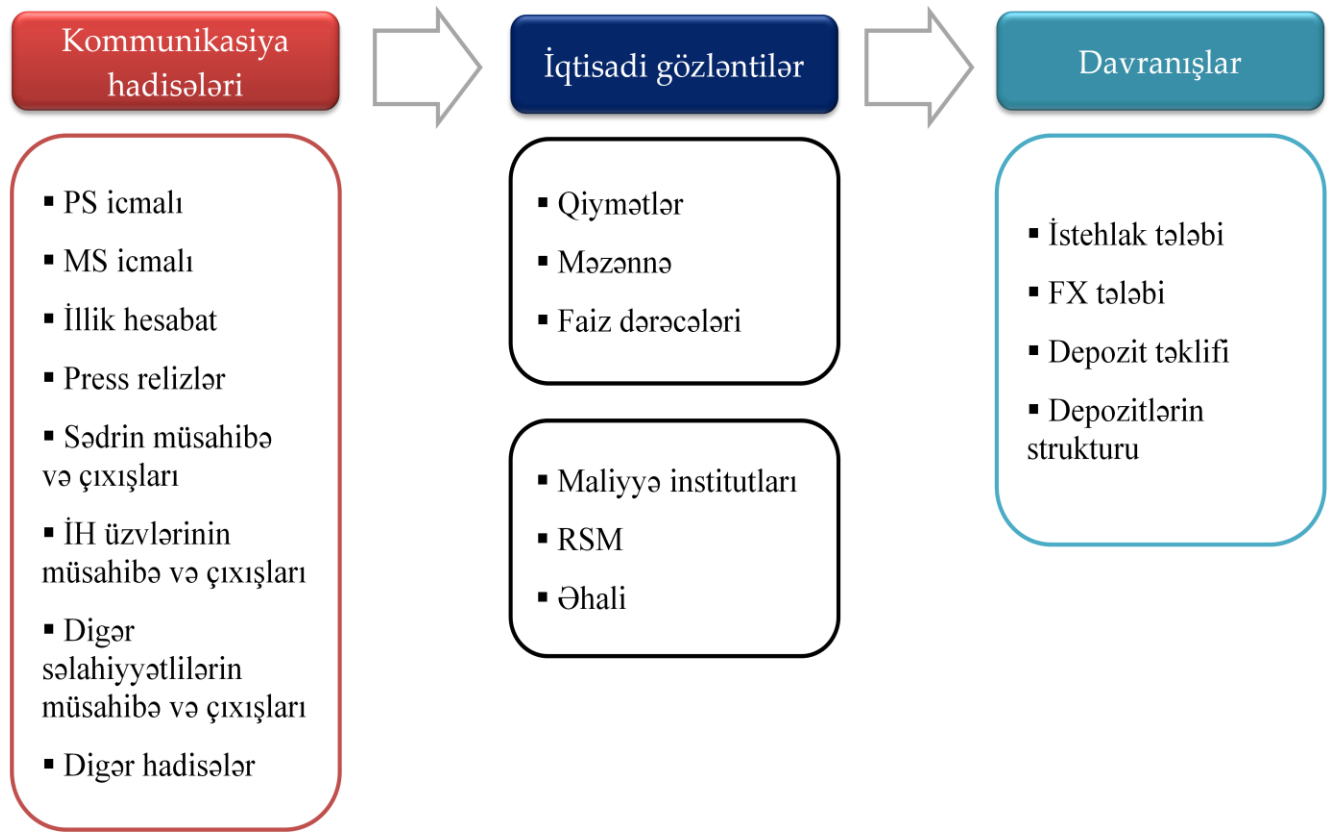 Kommunikasiya
hadisələri
▪ PS icmalı
▪ MS icmalı
▪ İllik hesabat
▪ Press relizlər
▪ Sədrin müsahibə
və çıxışları
▪ İH üzvlərinin
müsahibə və çıxışları
▪ Digər
səlahiyyətlilərin
müsahibə və çıxışları
▪ Digər hadisələr
İqtisadi gözləntilər
▪ Qiymətlər
▪ Məzənnə
▪ Faiz dərəcələri
▪ Maliyyə institutları
▪ RSM
▪ Əhali
Davranışlar
▪ İstehlak tələbi
▪ FX tələbi
▪ Depozit təklifi
▪ Depozitlərin
strukturu